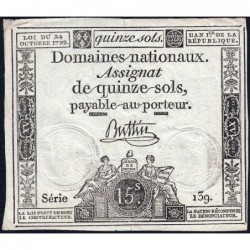 LOI DU 24
OCTOBRE 1792.
quinze sols.
L'AN 1er DE LA
RÉPUBLIQUE.
Domaines nationaux.
Assignat
de quinze sols,
payable au porteur.
Buttin
Série
139.
15 s
LA LOI PUNIT DE MORT
LE CONTREFACTEUR
LA NATION RÉCOMPENSE
LE DÉNONCIATEUR